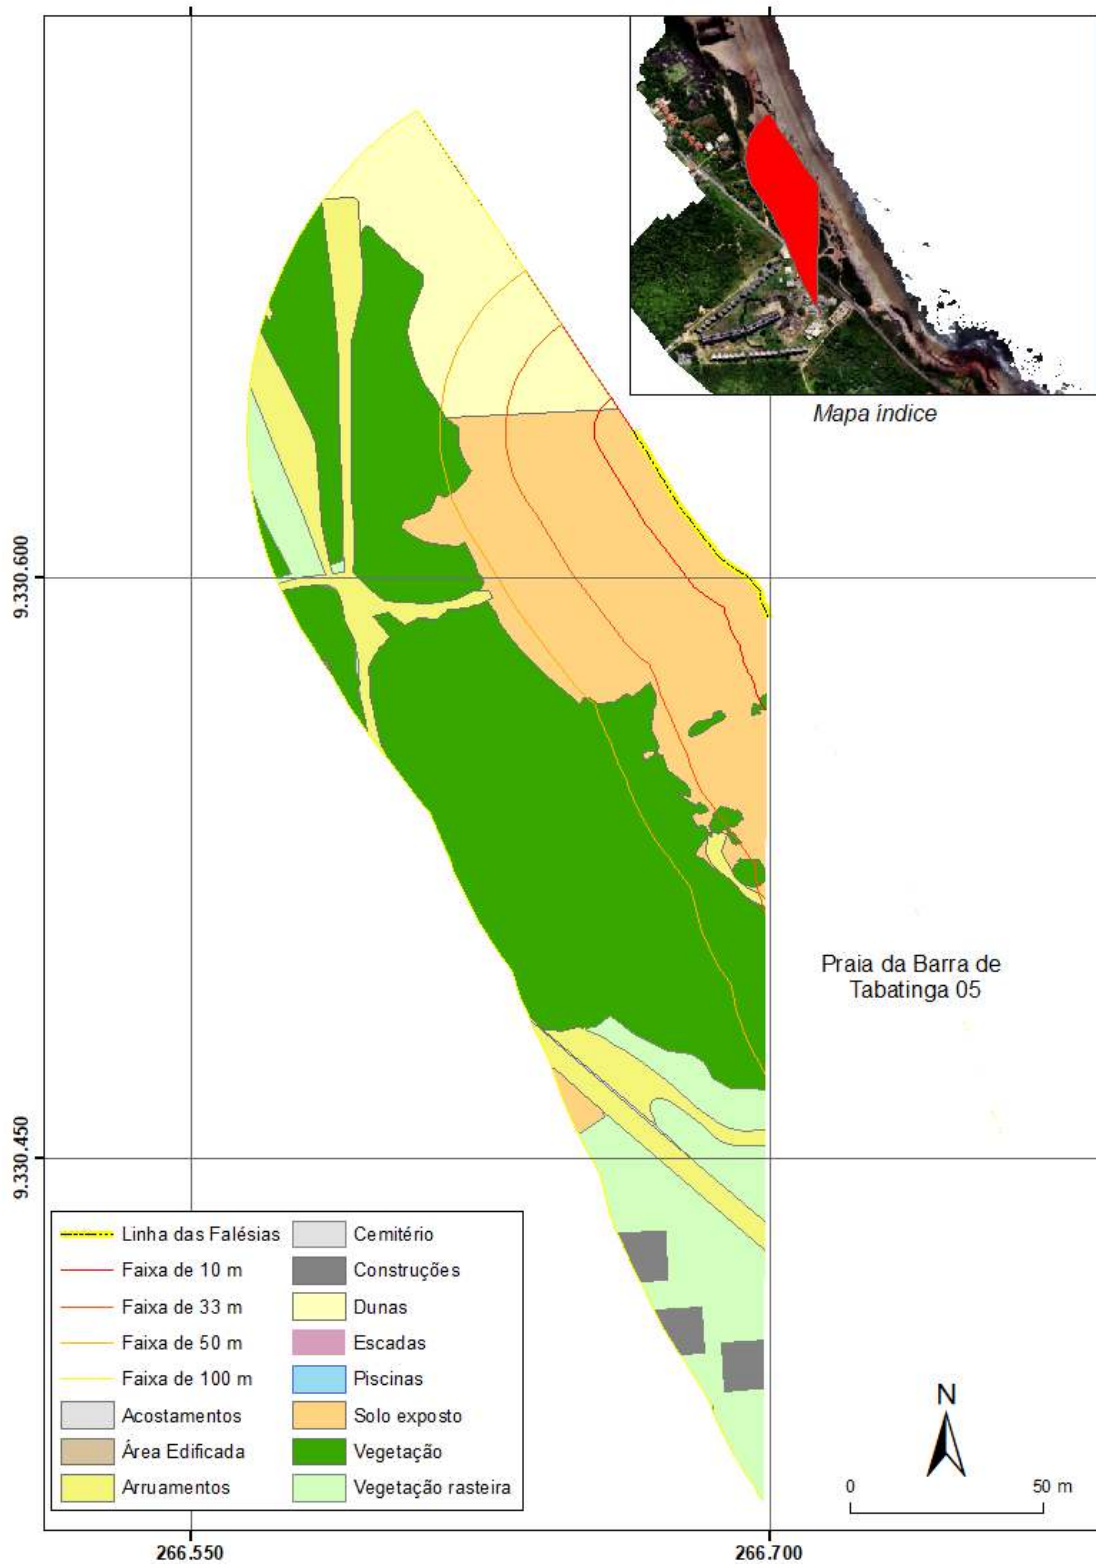 Mapa índice
9.330.600
Praia da Barra de
Tabatinga 05
9.330.450
Linha das Falésias
Faixa de 10 m
Faixa de 33 m
Faixa de 50 m
Faixa de 100 m
Acostamentos
Área Edificada
Arruamentos
Cemitério
Construções
Dunas
Escadas
Piscinas
Solo exposto
Vegetação
Vegetação rasteira
N
0 50 m
266.550 266.700